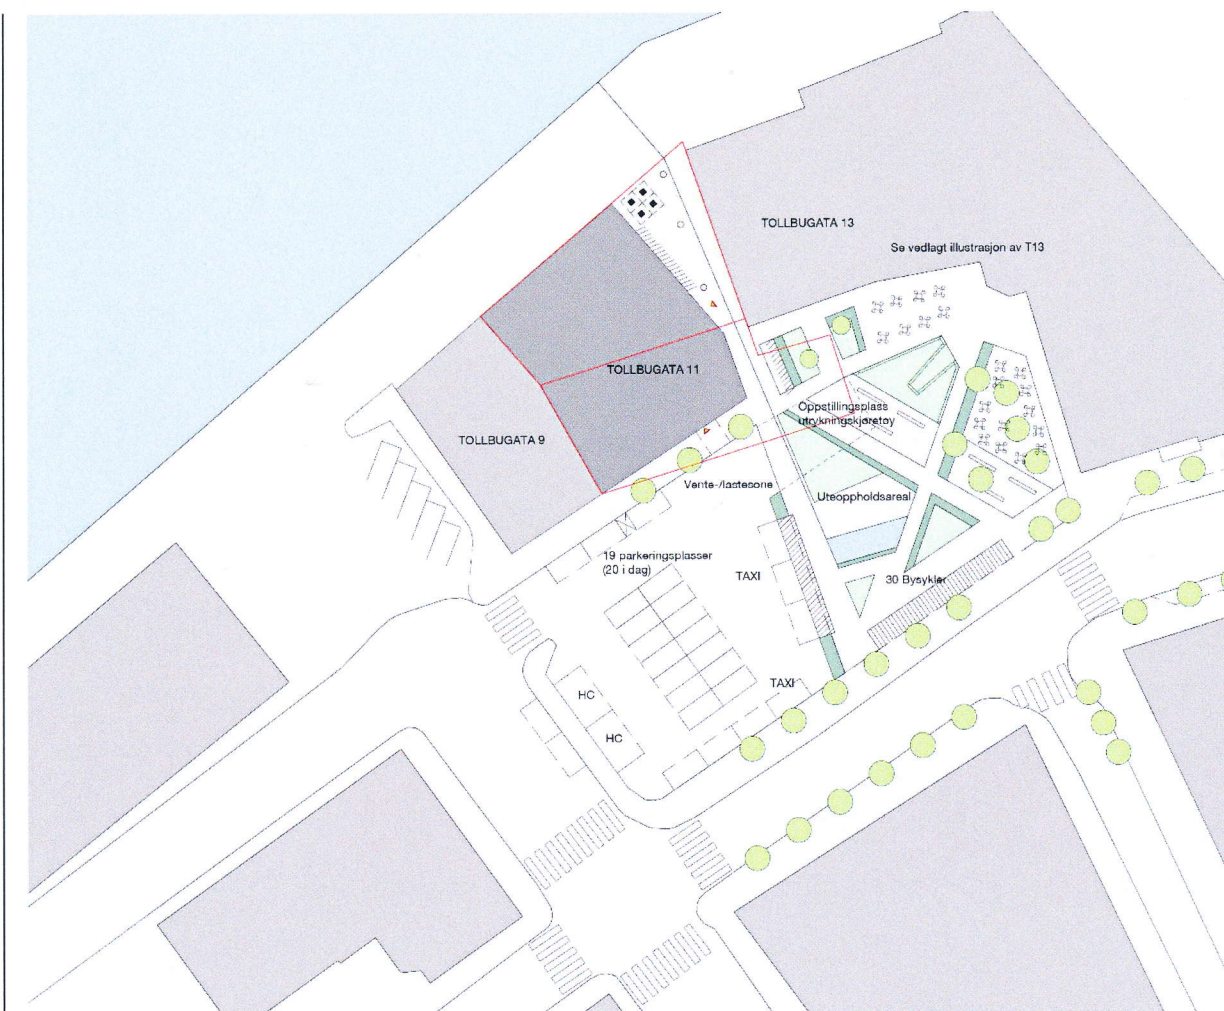 TOLLBUGATA 13
Se vedlagt illustrasjon av T13
TOLLBUGATA 11
Oppstillingsplass
utrykningskjøretøy
TOLLBUGATA 9
Vente-/lastesone
Uteoppholdsareal
19 parkeringsplasser
(20 i dag)
TAXI
30 Bysykler
TAXI
HC
HC